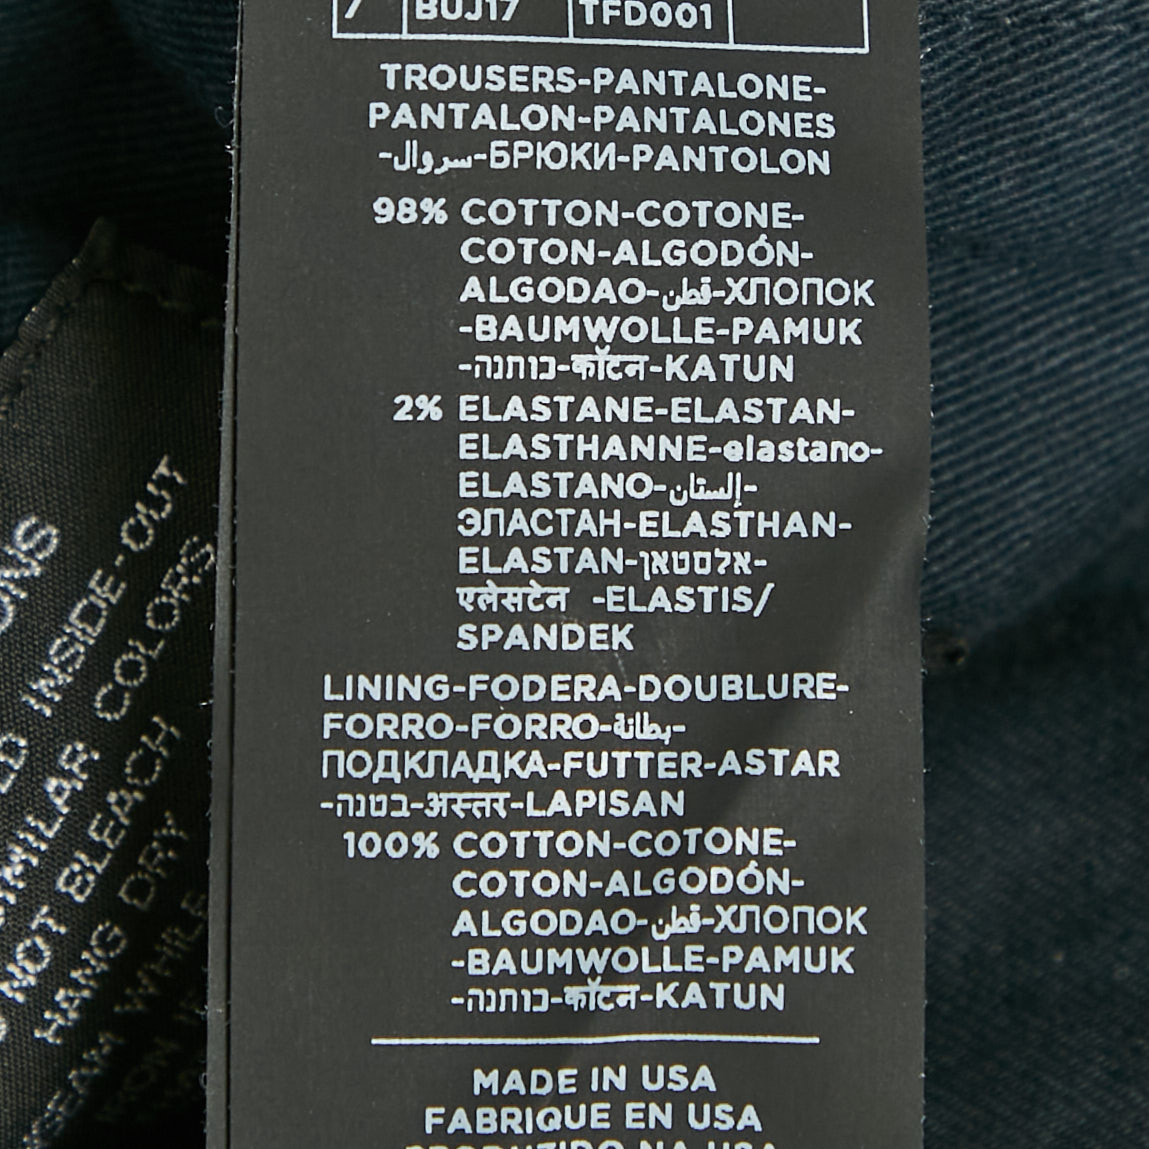 7 BUJ17 TFD001
TROUSERS-PANTALONE-
PANTALON-PANTALONES
-سروال-БРЮКИ-PANTOLON
98% COTTON-COTONE-
COTON-ALGODÓN-
ALGODAO-قطن-ХЛОПОК
-BAUMWOLLE-PAMUK
-כותנה-कॉटन-KATUN
2% ELASTANE-ELASTAN-
ELASTHANNE-elastano-
ELASTANO-إلستان-
ЭЛАСТАН-ELASTHAN-
ELASTAN-אלסטאן-
एलेसटेन -ELASTIS/
SPANDEK
LINING-FODERA-DOUBLURE-
FORRO-FORRO-بطانة-
ПОДКЛАДКА-FUTTER-ASTAR
-בטנה-अस्तर-LAPISAN
100% COTTON-COTONE-
COTON-ALGODÓN-
ALGODAO-قطن-ХЛОПОК
-BAUMWOLLE-PAMUK
-כותנה-कॉटन-KATUN
MADE IN USA
FABRIQUE EN USA
PRODUZIDO NA USA
INSIDE-OUT
COLORS
NOT BLEACH
HANG DRY